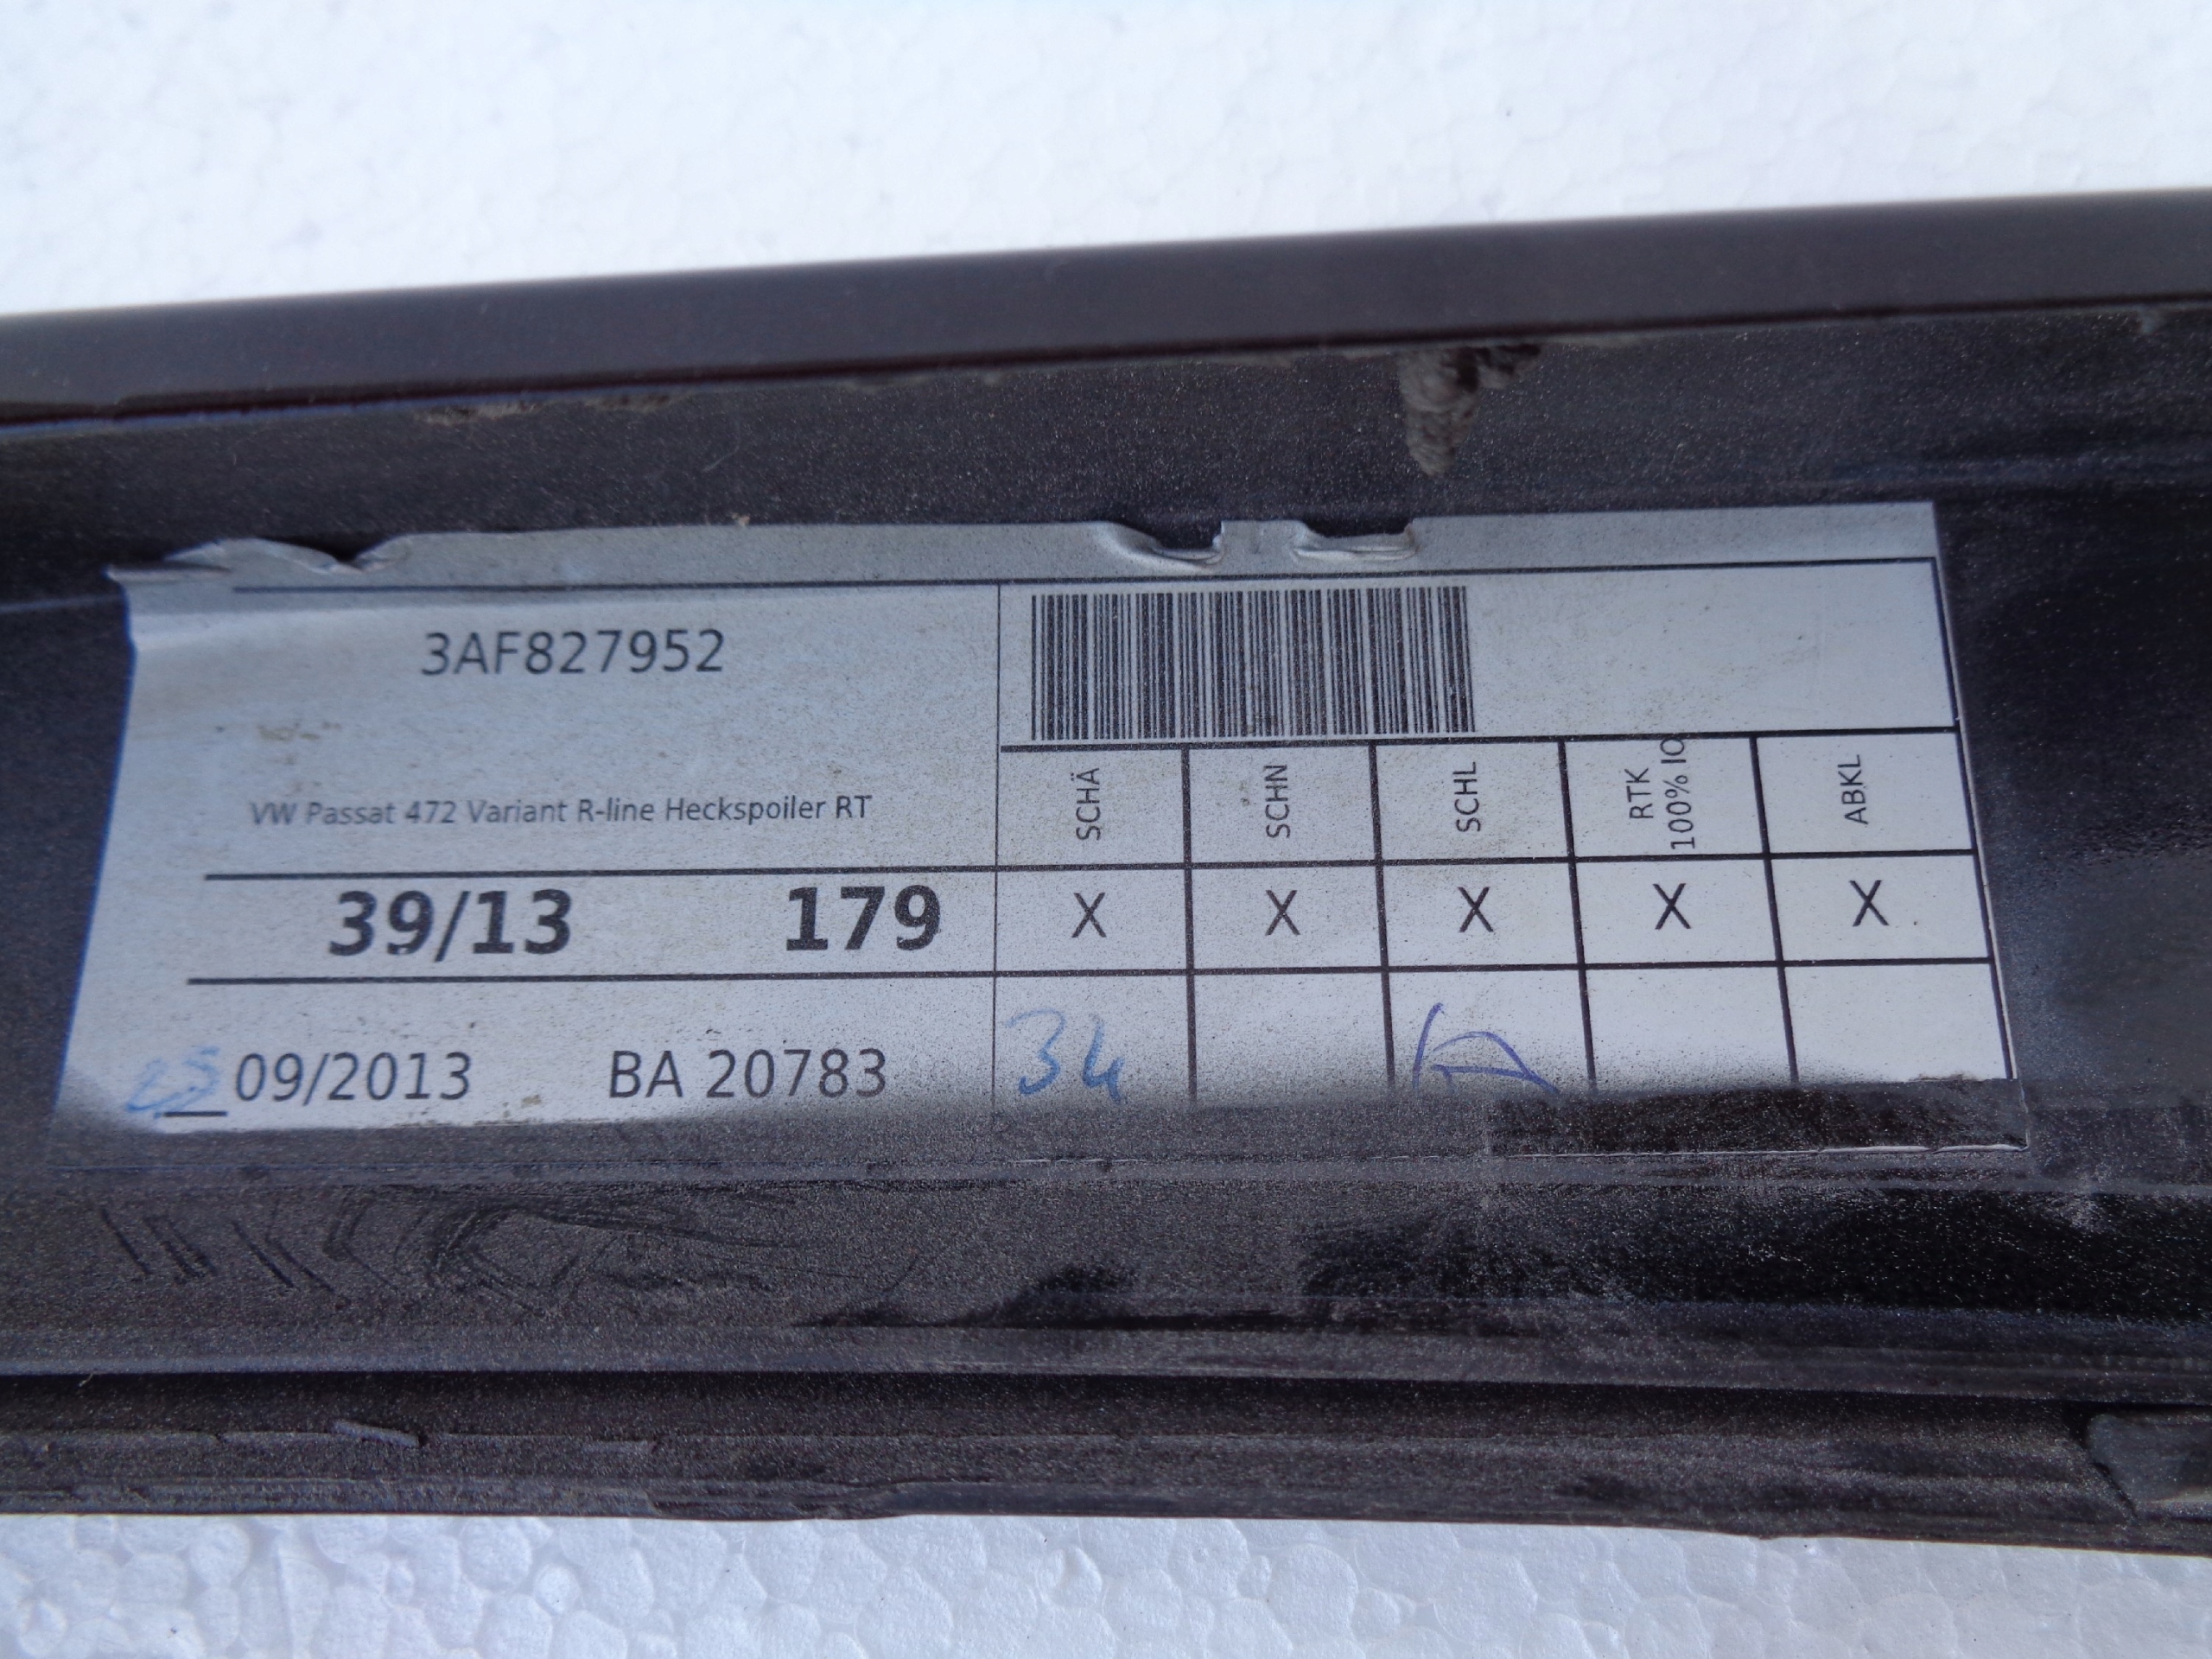 3AF827952
VW Passat 472 Variant R-line Heckspoiler RT
SCHÄ SCHN SCHL RTK 100% IO ABKL
39/13 179 X X X X X
09/2013 BA 20783 34